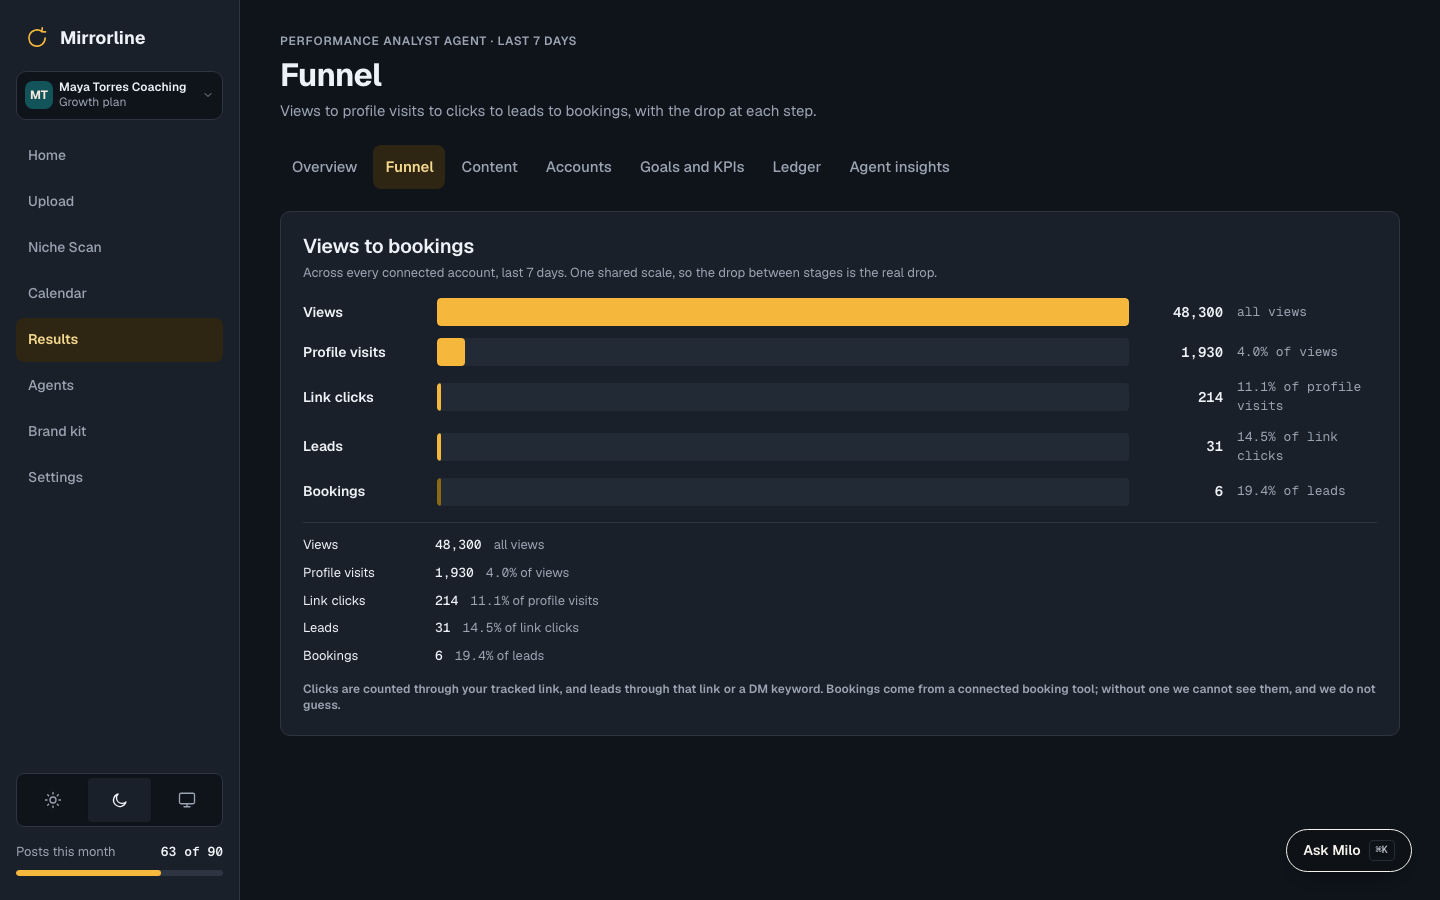 Mirrorline
MT
Maya Torres Coaching
Growth plan
Home
Upload
Niche Scan
Calendar
Results
Agents
Brand kit
Settings
Posts this month 63 of 90
PERFORMANCE ANALYST AGENT · LAST 7 DAYS
Funnel
Views to profile visits to clicks to leads to bookings, with the drop at each step.
Overview Funnel Content Accounts Goals and KPIs Ledger Agent insights
Views to bookings
Across every connected account, last 7 days. One shared scale, so the drop between stages is the real drop.
Views 48,300 all views
Profile visits 1,930 4.0% of views
Link clicks 214 11.1% of profile
visits
Leads 31 14.5% of link
clicks
Bookings 6 19.4% of leads
Views 48,300 all views
Profile visits 1,930 4.0% of views
Link clicks 214 11.1% of profile visits
Leads 31 14.5% of link clicks
Bookings 6 19.4% of leads
Clicks are counted through your tracked link, and leads through that link or a DM keyword. Bookings come from a connected booking tool; without one we cannot see them, and we do not
guess.
Ask Milo ⌘K